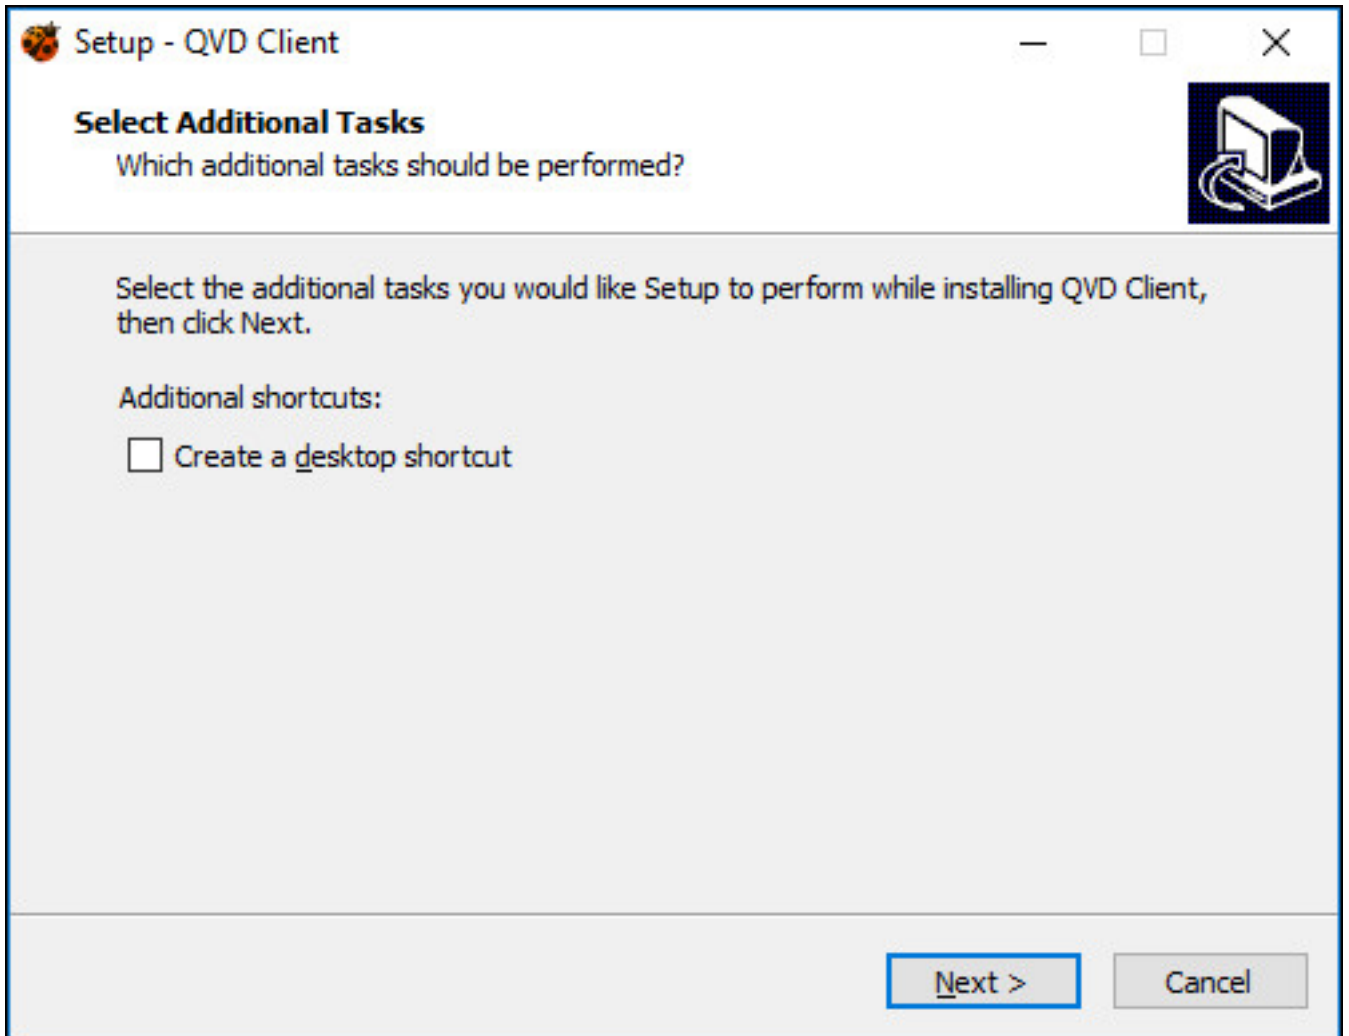 Setup - QVD Client
Select Additional Tasks
Which additional tasks should be performed?
Select the additional tasks you would like Setup to perform while installing QVD Client,
then click Next.
Additional shortcuts:
Create a desktop shortcut
Next >
Cancel